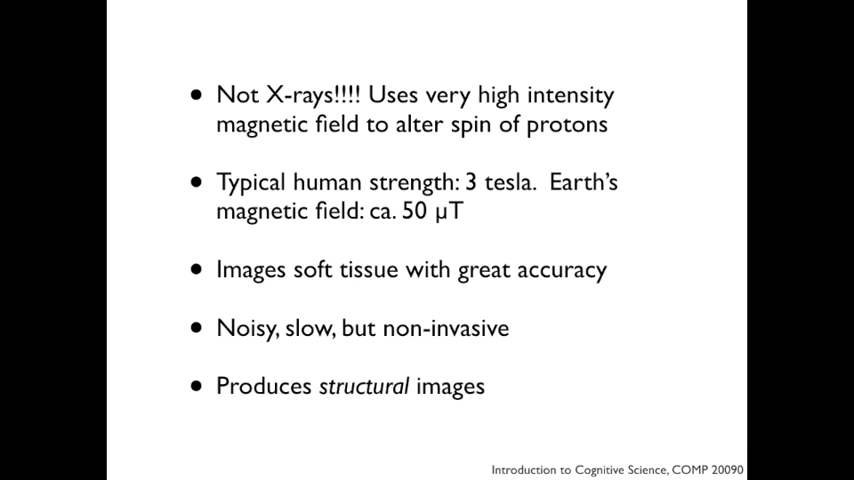 • Not X-rays!!!! Uses very high intensity
magnetic field to alter spin of protons
• Typical human strength: 3 tesla. Earth's
magnetic field: ca. 50 µT
• Images soft tissue with great accuracy
• Noisy, slow, but non-invasive
• Produces structural images
Introduction to Cognitive Science, COMP 20090